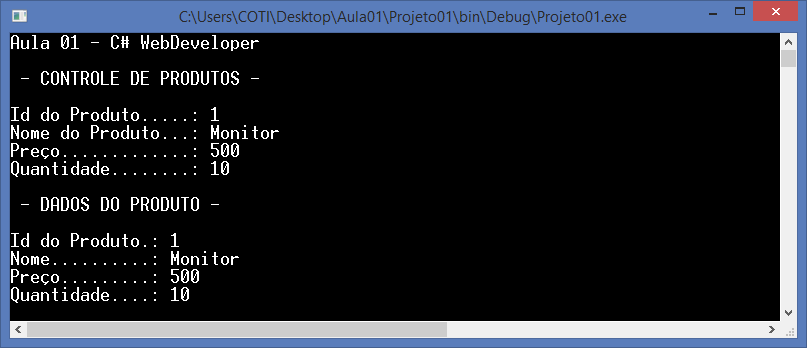 C:\Users\COTI\Desktop\Aula01\Projeto01\bin\Debug\Projeto01.exe
Aula 01 - C# WebDeveloper
- CONTROLE DE PRODUTOS -
Id do Produto.....: 1
Nome do Produto...: Monitor
Preço.............: 500
Quantidade........: 10
- DADOS DO PRODUTO -
Id do Produto.: 1
Nome..........: Monitor
Preço.........: 500
Quantidade....: 10